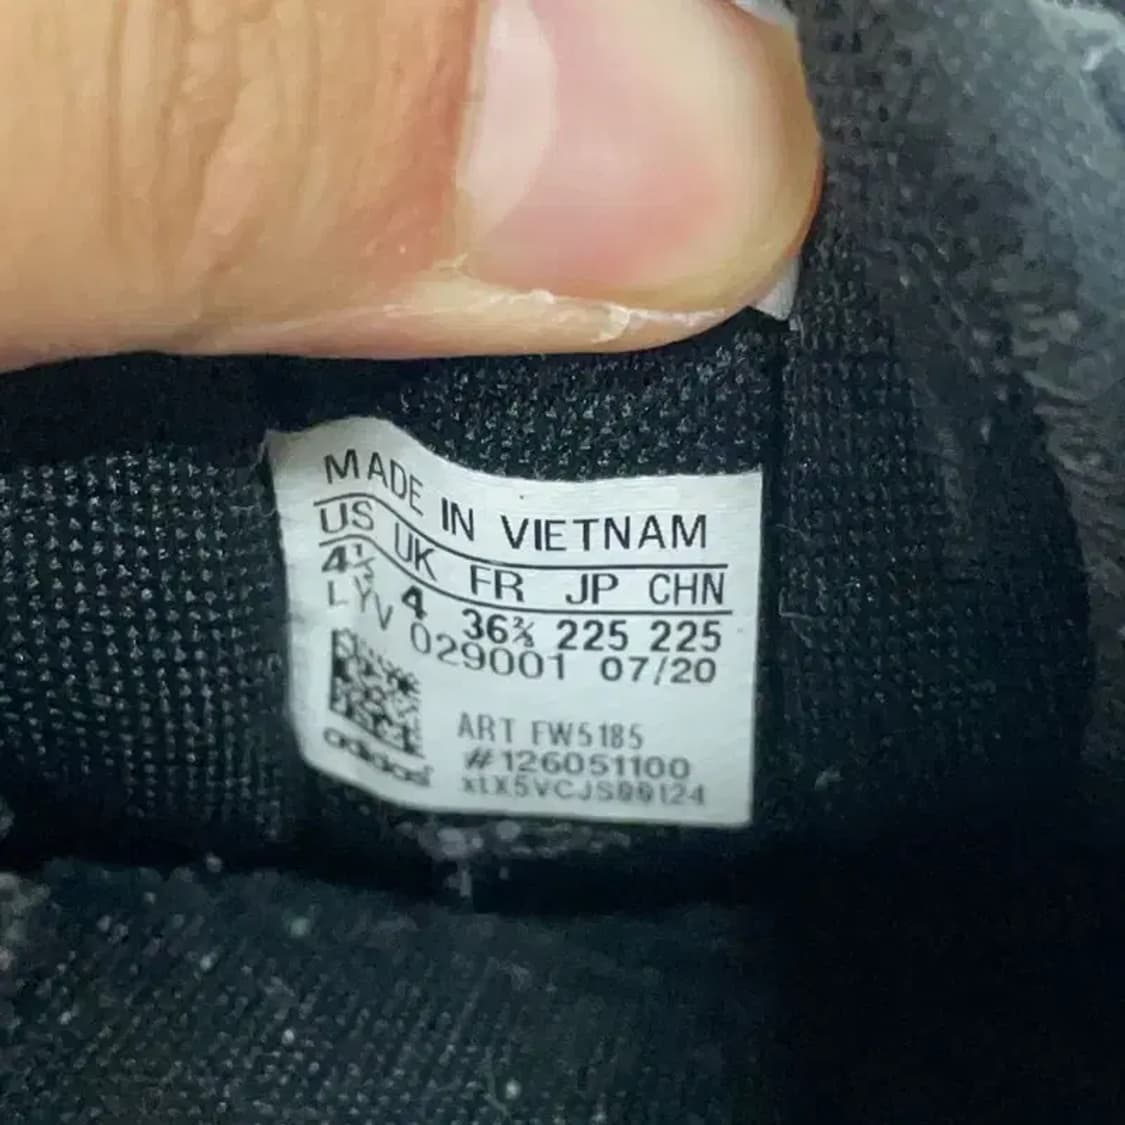 MADE IN VIETNAM
US UK FR JP CHN
4½ 4 36⅔ 225 225
LYV 029001 07/20
ART FW5185
#126051100
adidas